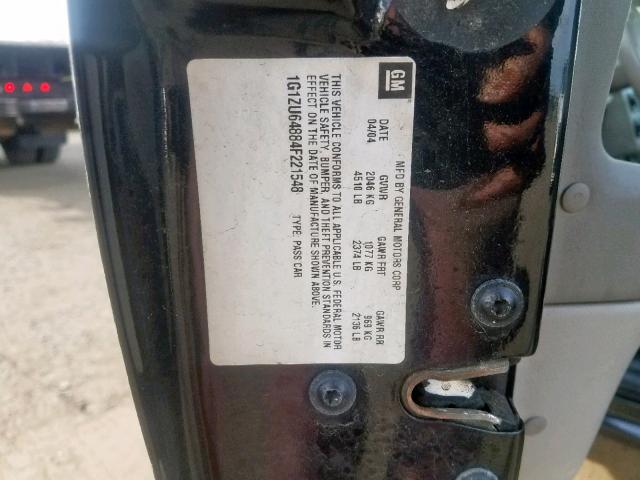 GM
MFD BY GENERAL MOTORS CORP
DATE GVWR GAWR FRT GAWR RR
04/04 2046 KG 1077 KG 969 KG
4510 LB 2374 LB 2136 LB
THIS VEHICLE CONFORMS TO ALL APPLICABLE U.S. FEDERAL MOTOR
VEHICLE SAFETY, BUMPER, AND THEFT PREVENTION STANDARDS IN
EFFECT ON THE DATE OF MANUFACTURE SHOWN ABOVE.
1G1ZU64884F221548 TYPE: PASS CAR